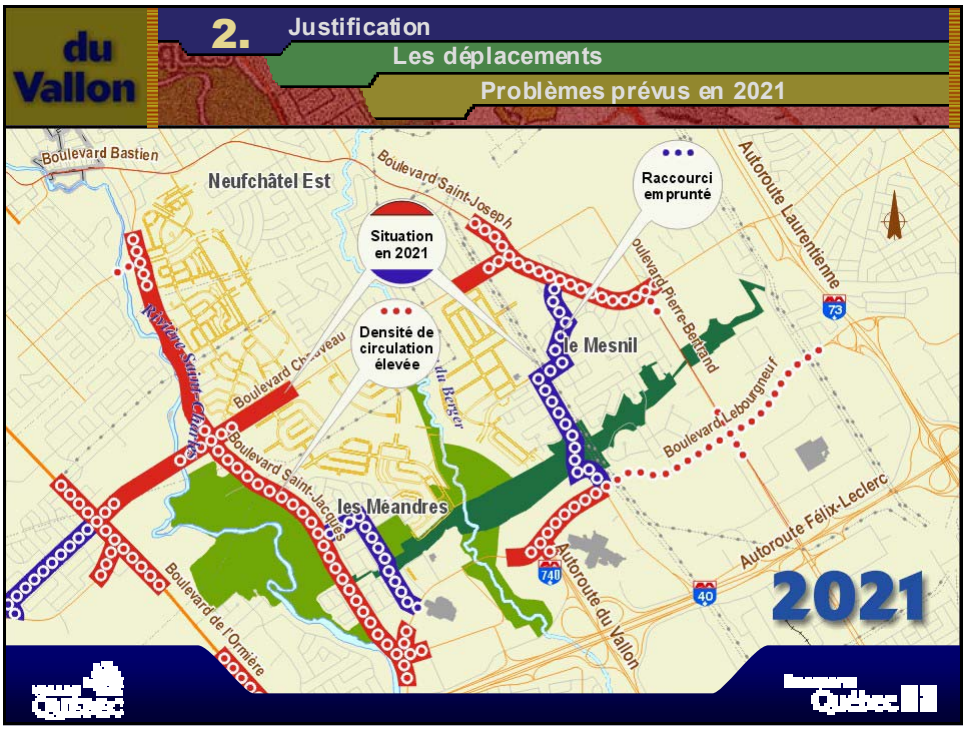 du
Vallon
2.
Justification
Les déplacements
Problèmes prévus en 2021
Boulevard Bastien
Neufchâtel Est
Boulevard Saint-Joseph
Raccourci
emprunté
Autoroute Laurentienne
Situation
en 2021
oulevard Pierre-Bertrand
73
Densité de
circulation
élevée
Rivière Saint-Charles
Boulevard Ch uveau
le Mesnil
du Berger
Boulevard Lebourgneuf
Boulevard Saint-Jacques
les Méandres
Autoroute Félix-Leclerc
Boulevard de l'Ormière
740
Autoroute du Vallon
40
2021
Québec
Québec